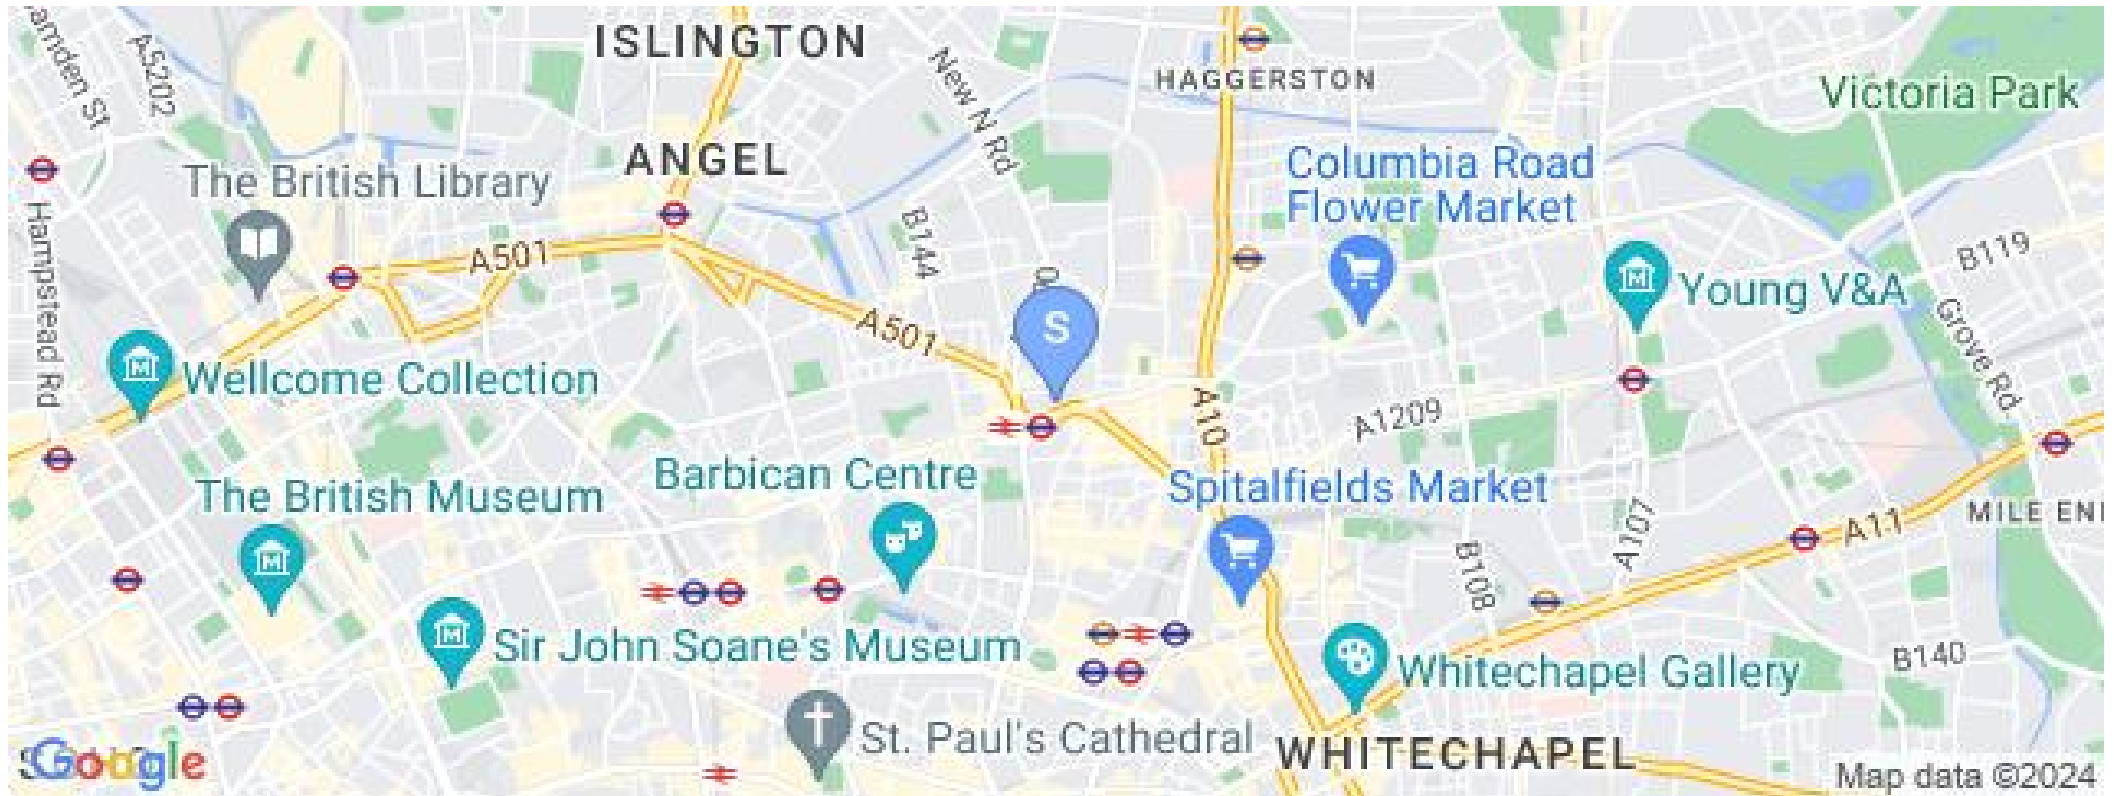 ISLINGTON
amden St
A5202
New N Rd
HAGGERSTON
Victoria Park
ANGEL
The British Library
Columbia Road
Flower Market
Hampstead Rd
A501
B144
B119
Young V&A
S
A501
Grove Rd
Wellcome Collection
A10
A1209
Barbican Centre
Spitalfields Market
The British Museum
MILE EN
A11
A107
B108
Sir John Soane's Museum
B140
Whitechapel Gallery
St. Paul's Cathedral
WHITECHAPEL
Google
Map data ©2024